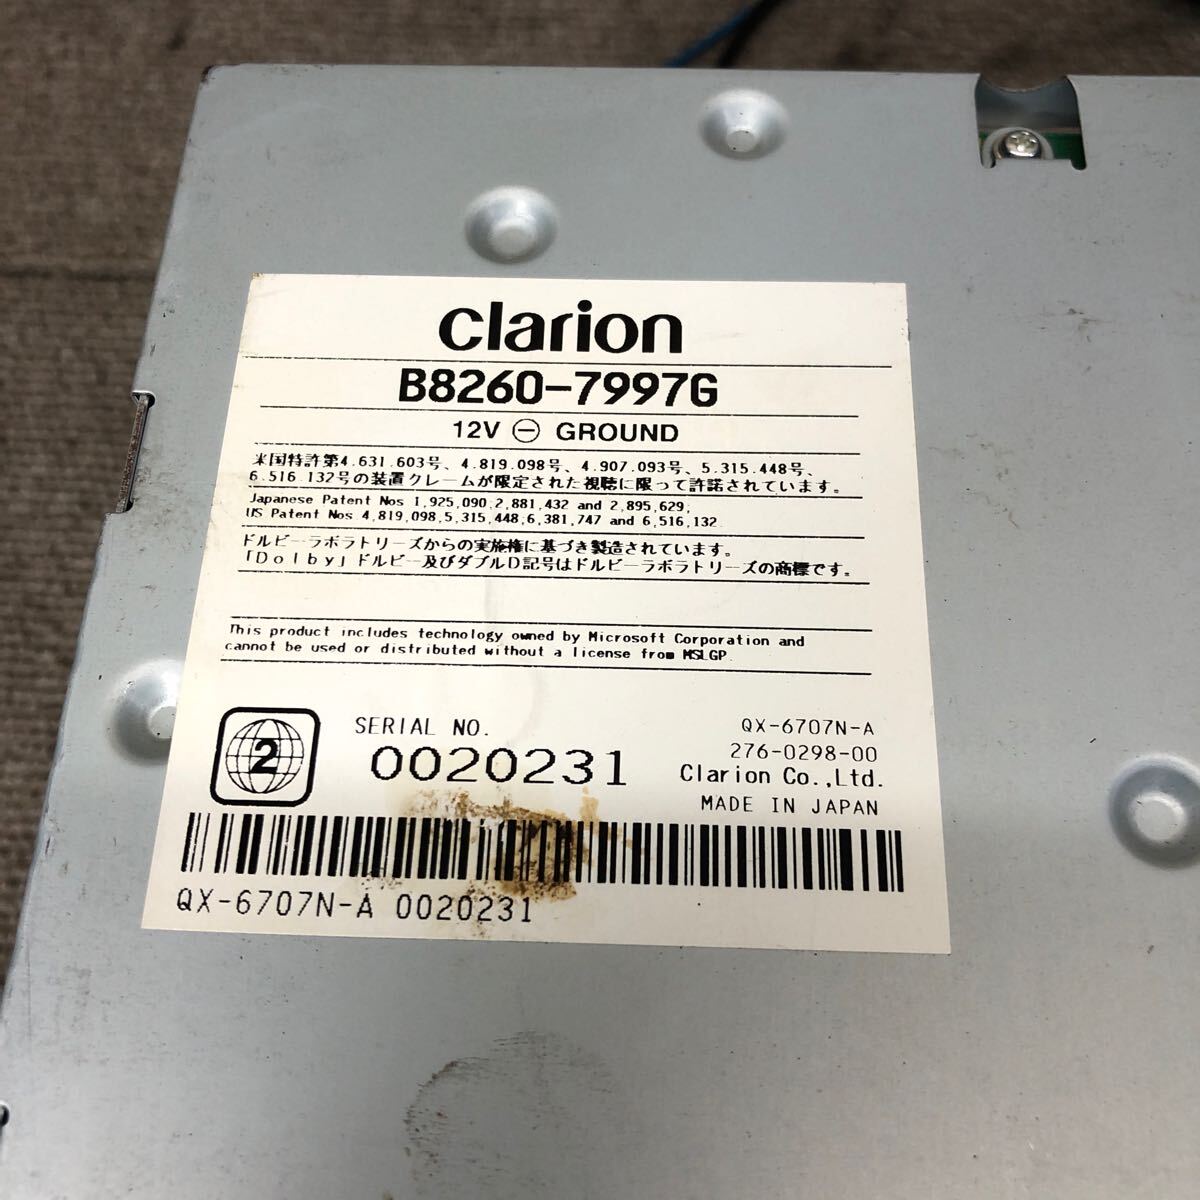 clarion
B8260-7997G
12V ⊖ GROUND
米国特許第4.631.603号、4.819.098号、4.907.093号、5.315.448号、
6.516.132号の装置クレームが限定された視聴に限って許諾されています。
Japanese Patent Nos 1,925,090,2,881,432 and 2,895,629;
US Patent Nos 4,819,098,5,315,448,6,381,747 and 6,516,132.
ドルビーラボラトリーズからの実施権に基づき製造されています。
「Dolby」ドルビー及びダブルD記号はドルビーラボラトリーズの商標です。
This product includes technology owned by Microsoft Corporation and
cannot be used or distributed without a license from MSLGP.
2
SERIAL NO.
0020231
QX-6707N-A
276-0298-00
Clarion Co.,Ltd.
MADE IN JAPAN
QX-6707N-A 0020231